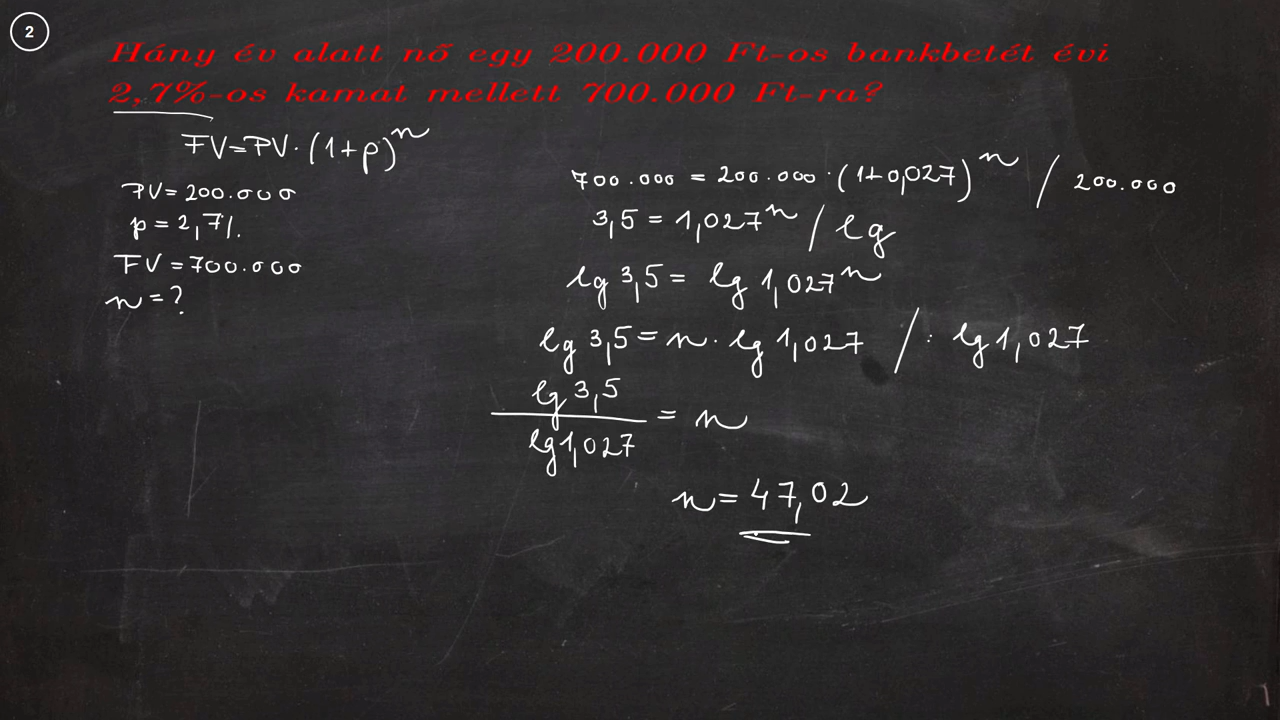 2
Hány év alatt nő egy 200.000 Ft-os bankbetét évi
2,7%-os kamat mellett 700.000 Ft-ra?
FV=PV·(1+p)^n
PV=200.000
p=2,7%
FV=700.000
n=?
700.000 = 200.000·(1+0,027)^n / 200.000
3,5 = 1,027^n / lg
lg 3,5 = lg 1,027^n
lg 3,5 = n · lg 1,027 / : lg 1,027
lg 3,5
lg 1,027
= n
n = 47,02